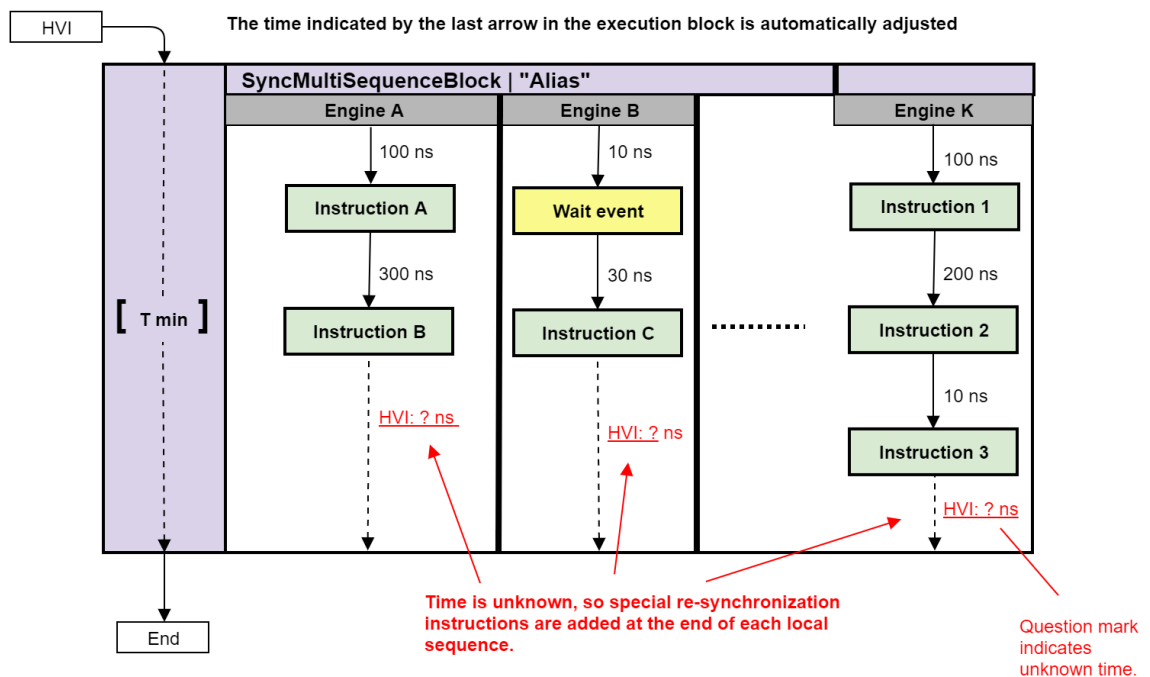 HVI
The time indicated by the last arrow in the execution block is automatically adjusted
SyncMultiSequenceBlock | "Alias"
Engine A
Engine B
Engine K
100 ns
10 ns
100 ns
Instruction A
Wait event
Instruction 1
300 ns
30 ns
200 ns
[ T min ]
Instruction B
Instruction C
Instruction 2
10 ns
HVI: ? ns
HVI: ? ns
Instruction 3
HVI: ? ns
Time is unknown, so special re-synchronization
instructions are added at the end of each local
sequence.
End
Question mark
indicates
unknown time.